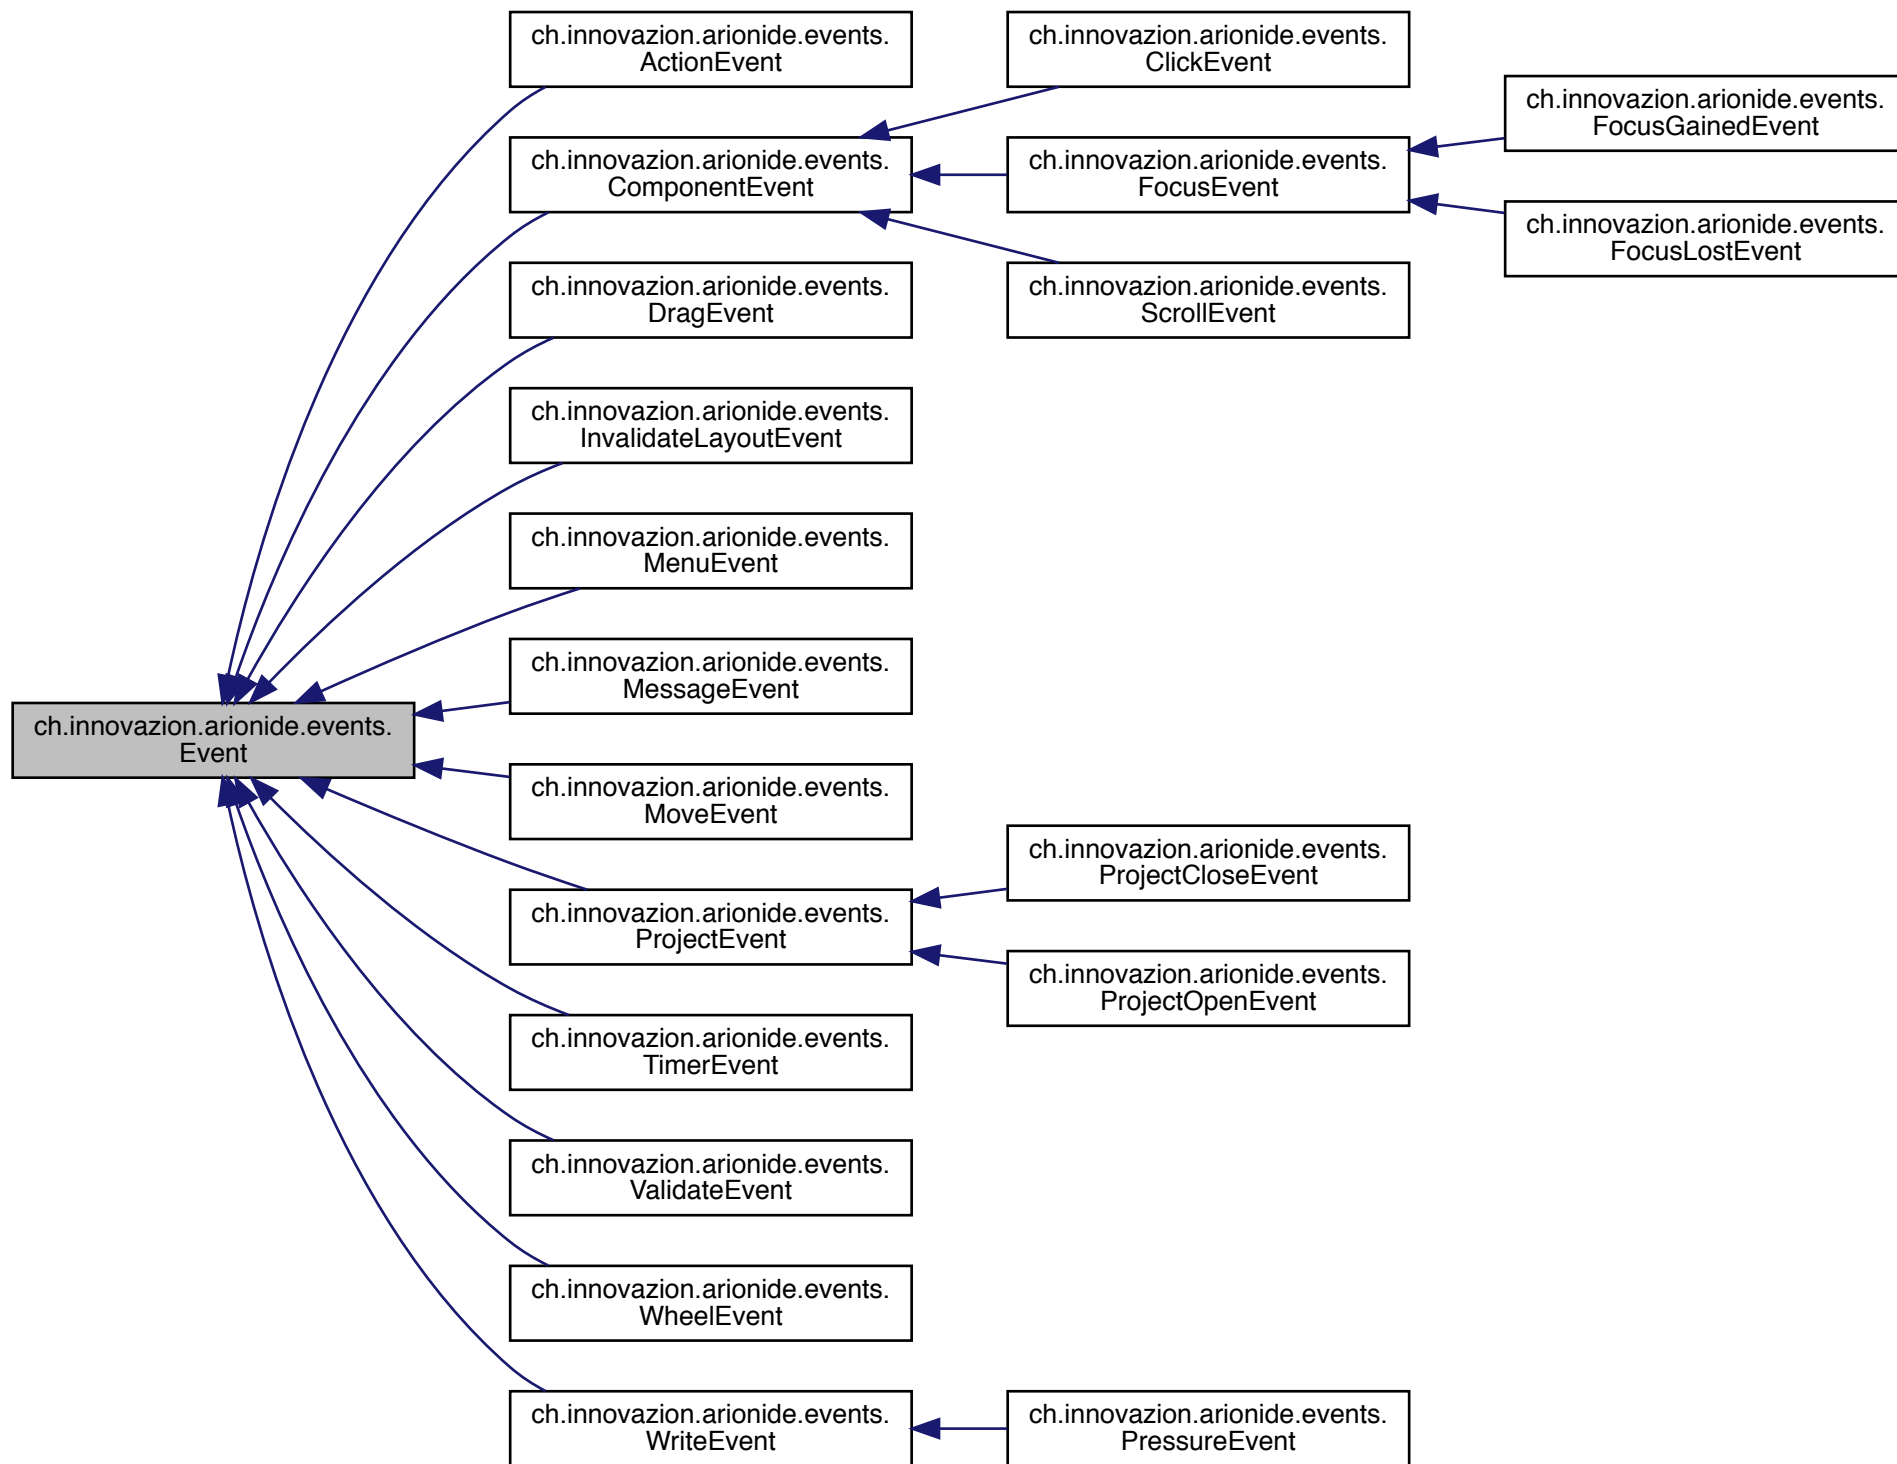 ch.innovazion.arionide.events.
Event
ch.innovazion.arionide.events.
ActionEvent
ch.innovazion.arionide.events.
ComponentEvent
ch.innovazion.arionide.events.
DragEvent
ch.innovazion.arionide.events.
InvalidateLayoutEvent
ch.innovazion.arionide.events.
MenuEvent
ch.innovazion.arionide.events.
MessageEvent
ch.innovazion.arionide.events.
MoveEvent
ch.innovazion.arionide.events.
ProjectEvent
ch.innovazion.arionide.events.
TimerEvent
ch.innovazion.arionide.events.
ValidateEvent
ch.innovazion.arionide.events.
WheelEvent
ch.innovazion.arionide.events.
WriteEvent
ch.innovazion.arionide.events.
ClickEvent
ch.innovazion.arionide.events.
FocusEvent
ch.innovazion.arionide.events.
ScrollEvent
ch.innovazion.arionide.events.
ProjectCloseEvent
ch.innovazion.arionide.events.
ProjectOpenEvent
ch.innovazion.arionide.events.
PressureEvent
ch.innovazion.arionide.events.
FocusGainedEvent
ch.innovazion.arionide.events.
FocusLostEvent